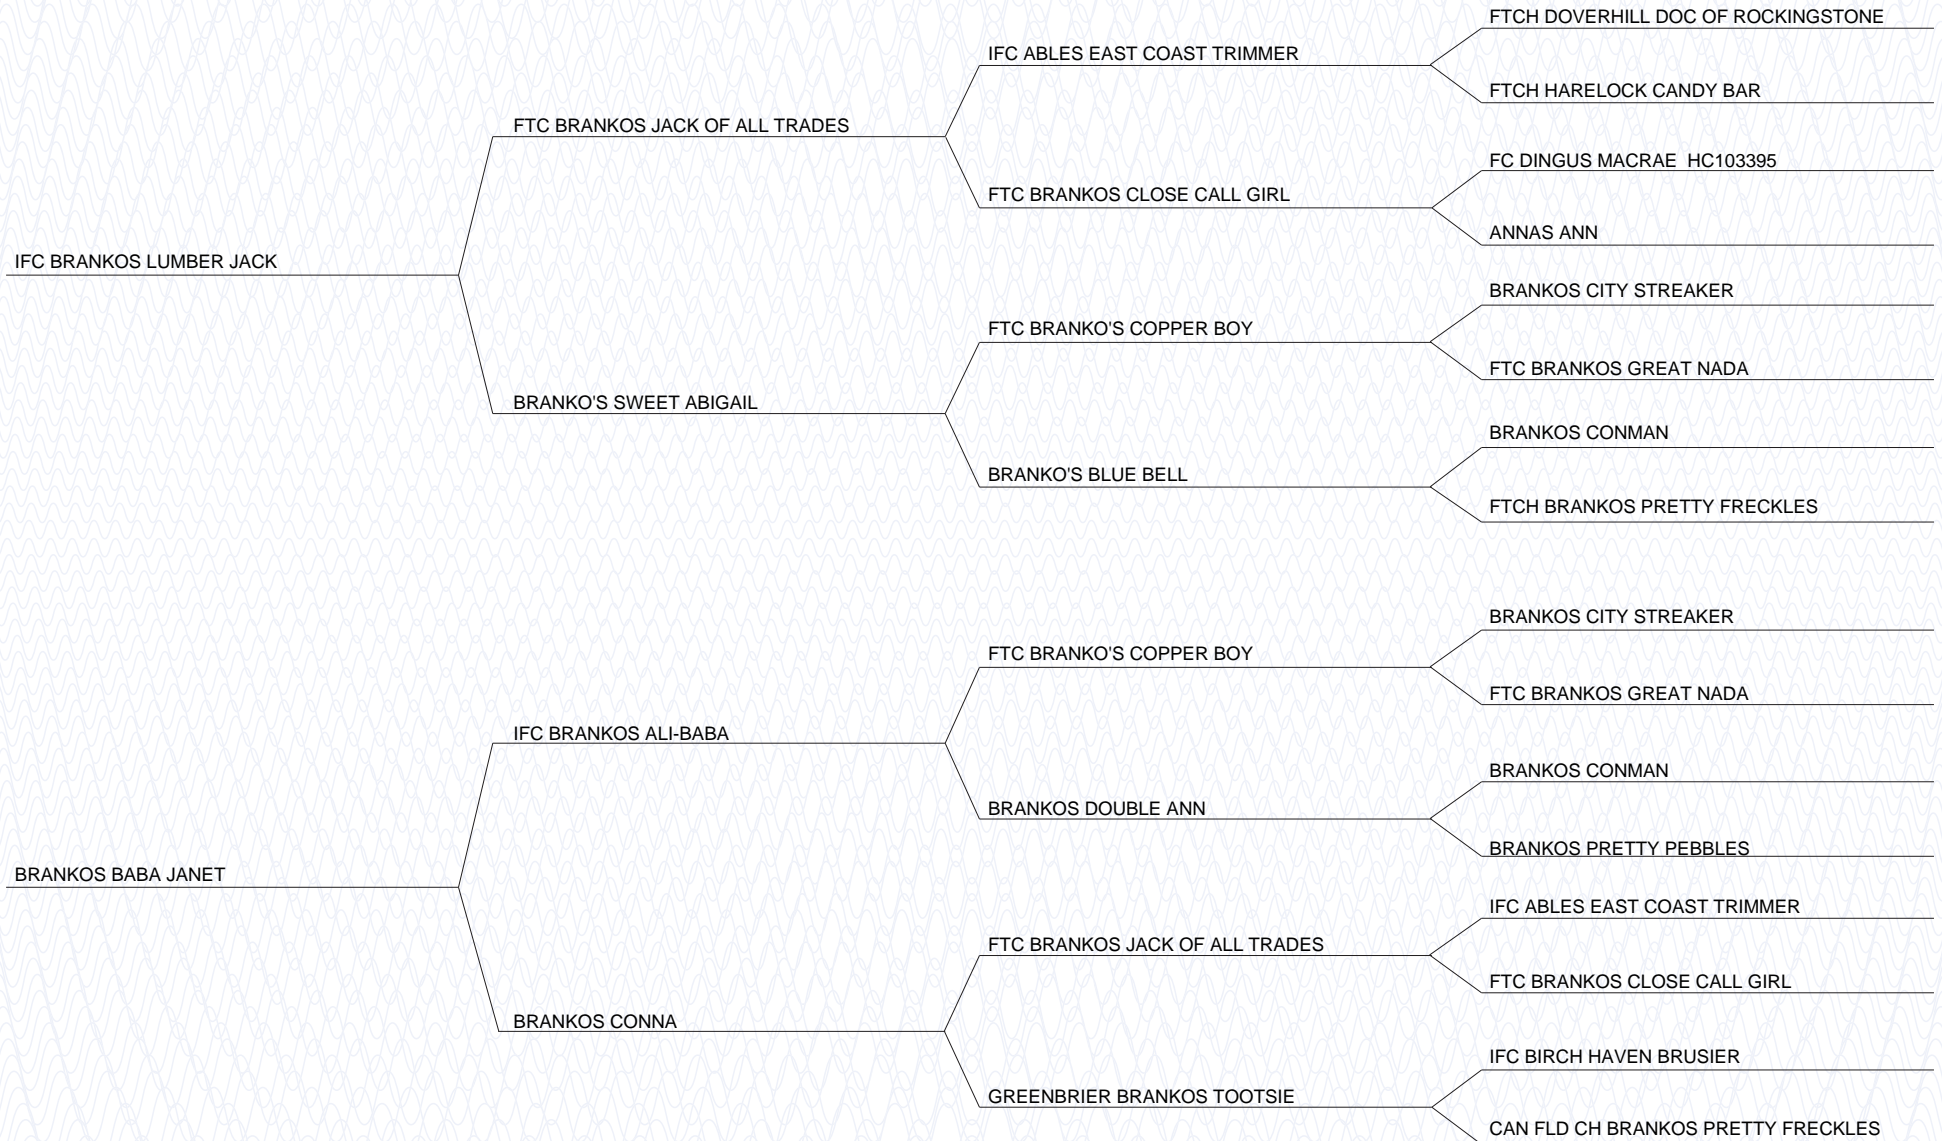 FTCH DOVERHILL DOC OF ROCKINGSTONE
IFC ABLES EAST COAST TRIMMER
FTCH HARELOCK CANDY BAR
FTC BRANKOS JACK OF ALL TRADES
FC DINGUS MACRAE  HC103395
FTC BRANKOS CLOSE CALL GIRL
ANNAS ANN
IFC BRANKOS LUMBER JACK
BRANKOS CITY STREAKER
FTC BRANKO'S COPPER BOY
FTC BRANKOS GREAT NADA
BRANKO'S SWEET ABIGAIL
BRANKOS CONMAN
BRANKO'S BLUE BELL
FTCH BRANKOS PRETTY FRECKLES
BRANKOS CITY STREAKER
FTC BRANKO'S COPPER BOY
FTC BRANKOS GREAT NADA
IFC BRANKOS ALI-BABA
BRANKOS CONMAN
BRANKOS DOUBLE ANN
BRANKOS PRETTY PEBBLES
BRANKOS BABA JANET
IFC ABLES EAST COAST TRIMMER
FTC BRANKOS JACK OF ALL TRADES
FTC BRANKOS CLOSE CALL GIRL
BRANKOS CONNA
IFC BIRCH HAVEN BRUSIER
GREENBRIER BRANKOS TOOTSIE
CAN FLD CH BRANKOS PRETTY FRECKLES